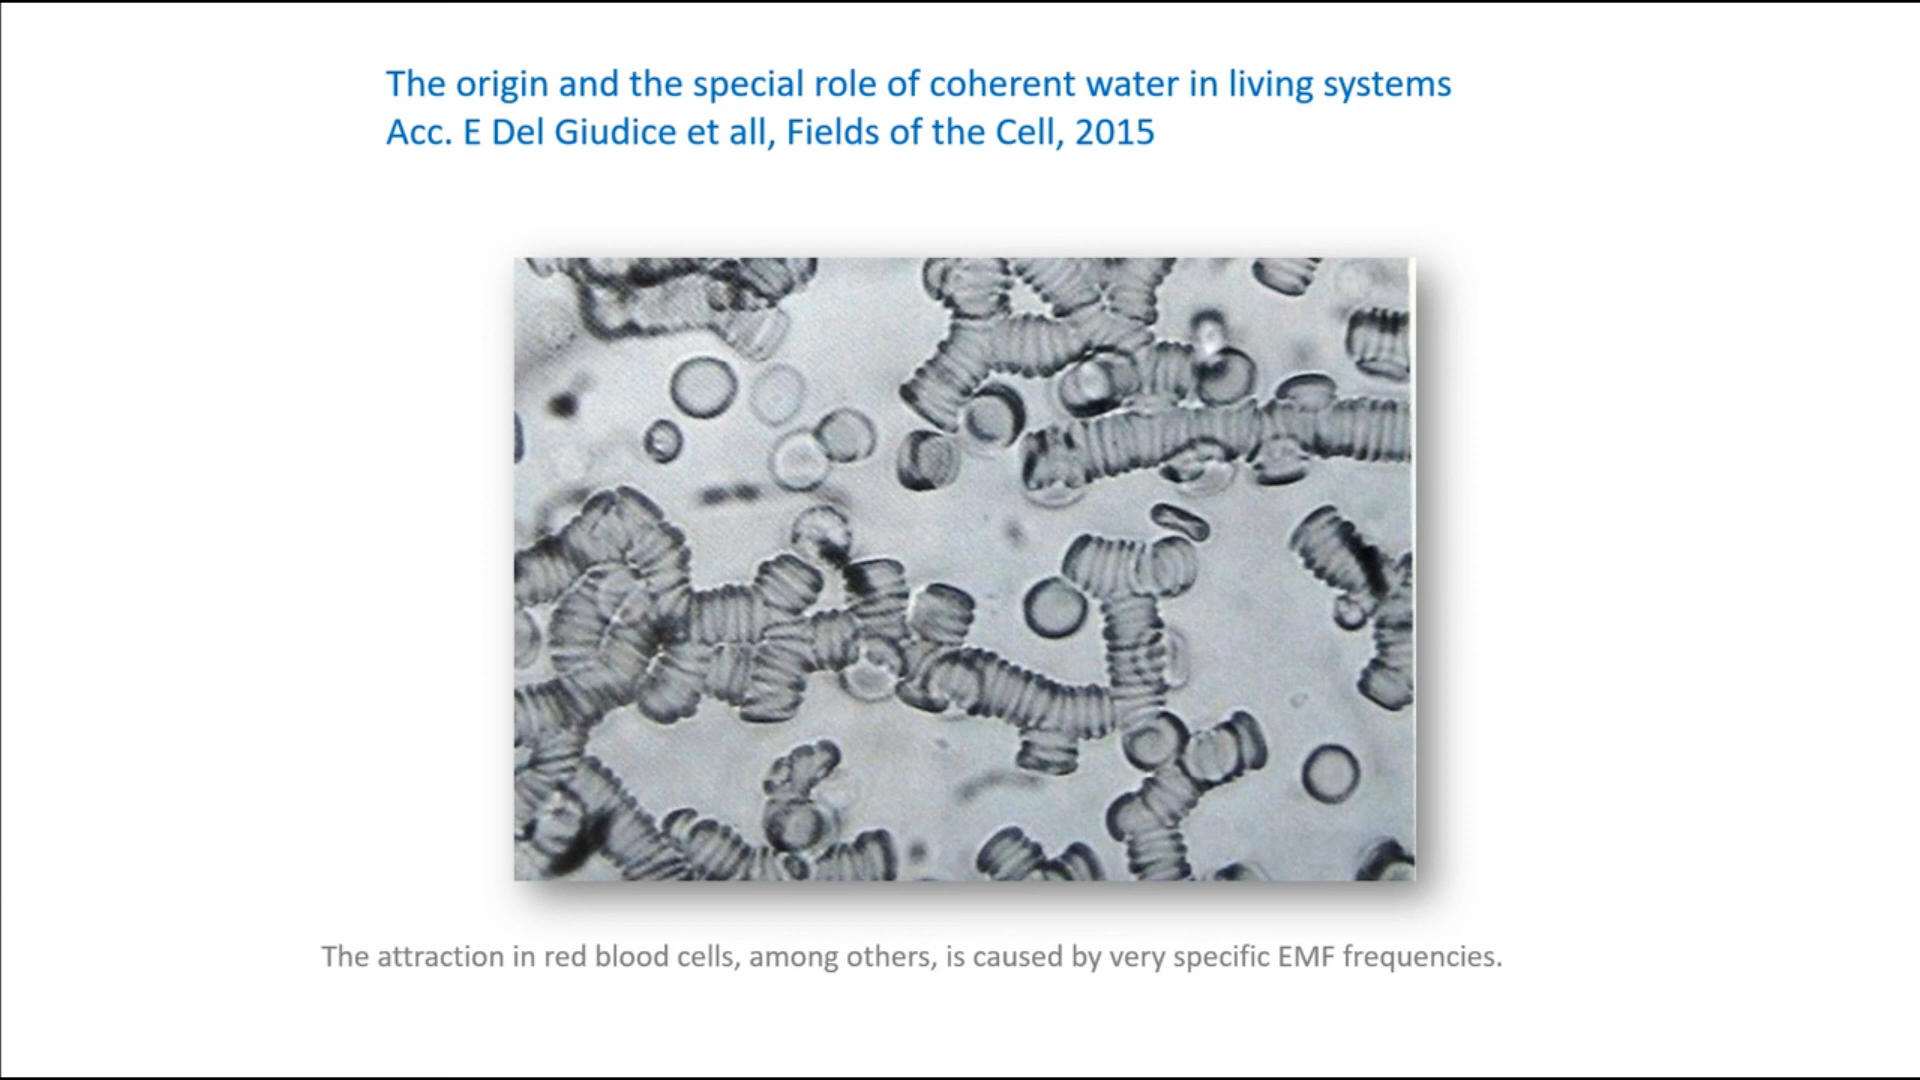 The origin and the special role of coherent water in living systems
Acc. E Del Giudice et all, Fields of the Cell, 2015
The attraction in red blood cells, among others, is caused by very specific EMF frequencies.